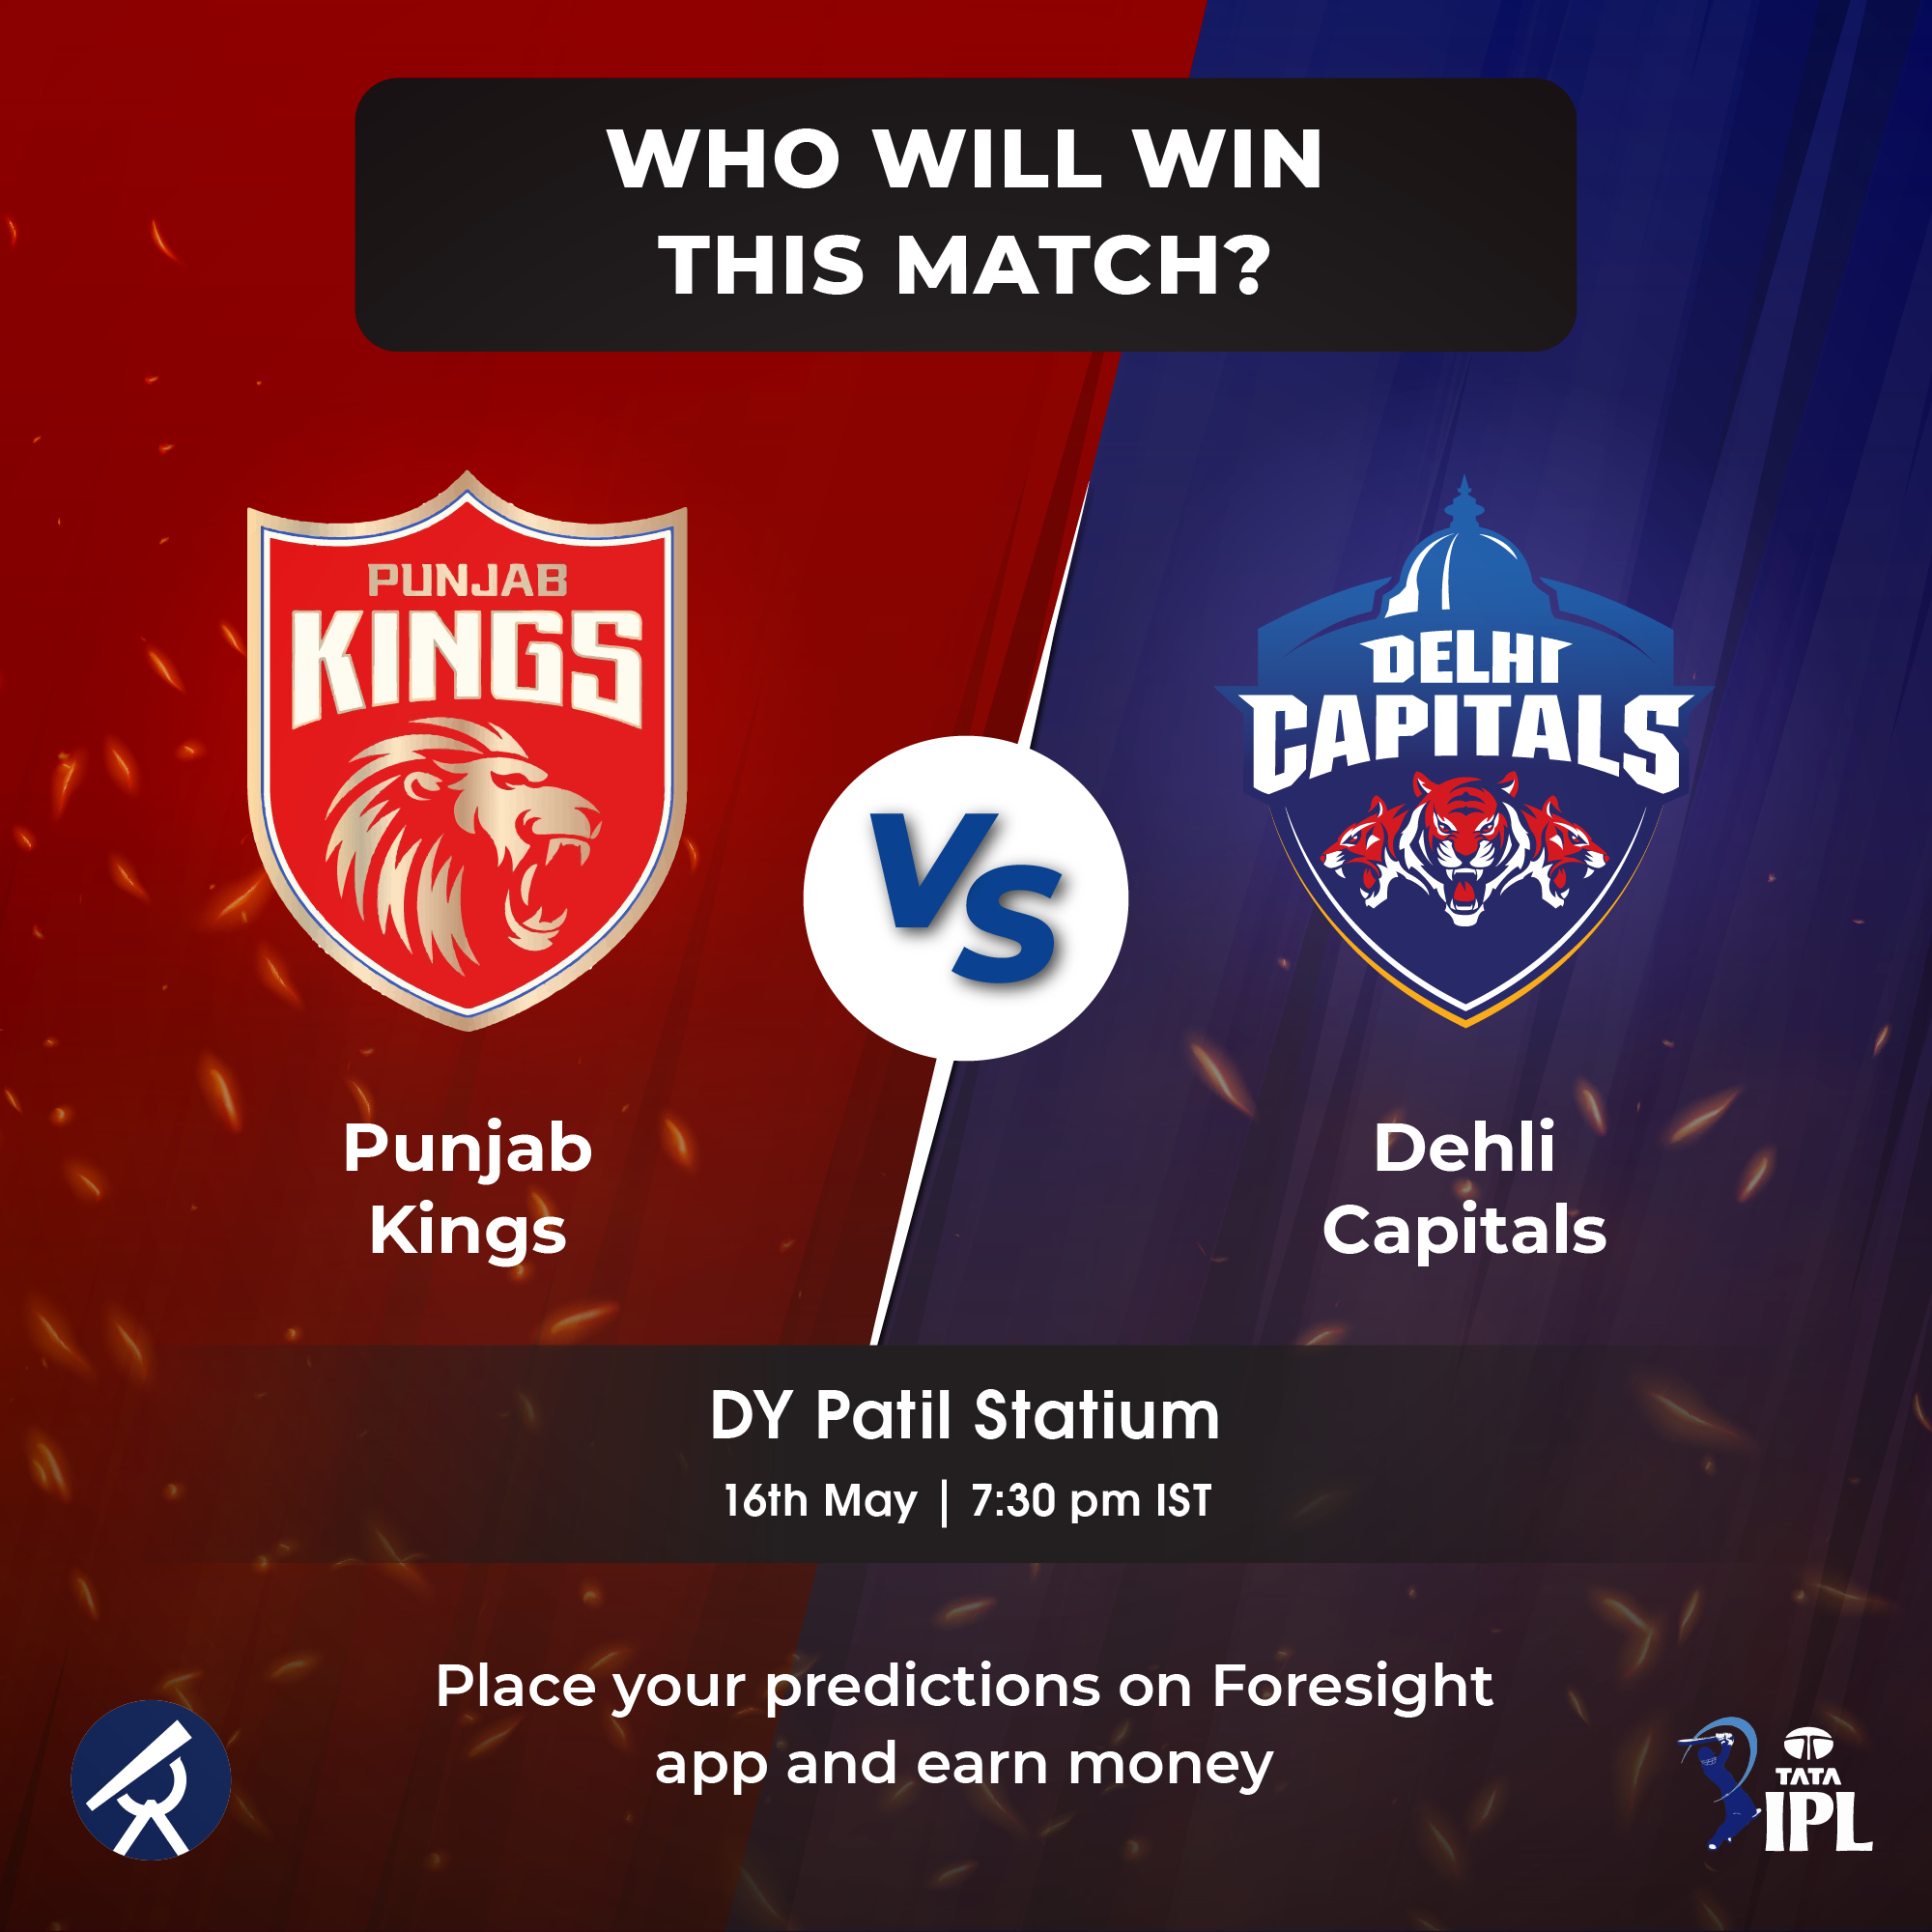 WHO WILL WIN
THIS MATCH?
PUNJAB
KINGS
DELHI
CAPITALS
VS
Punjab
Kings
Dehli
Capitals
DY Patil Statium
16th May | 7:30 pm IST
Place your predictions on Foresight
app and earn money
TATA
IPL